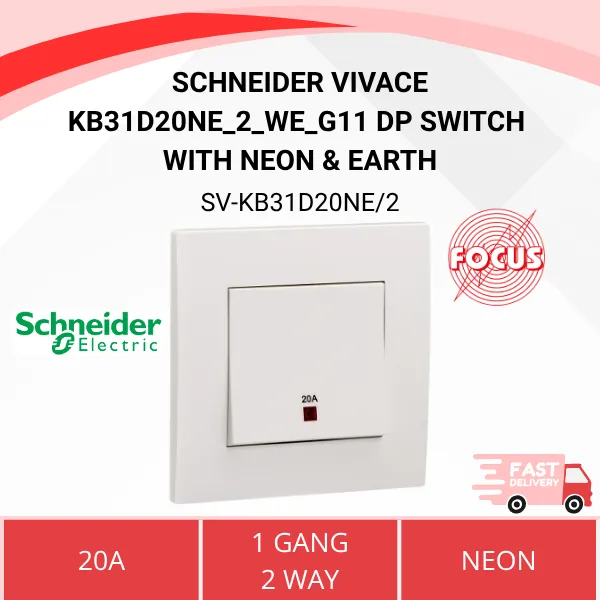 SCHNEIDER VIVACE
KB31D20NE_2_WE_G11 DP SWITCH
WITH NEON & EARTH
SV-KB31D20NE/2
FOCUS
Schneider
Electric
20A
FAST
DELIVERY
20A
1 GANG
2 WAY
NEON